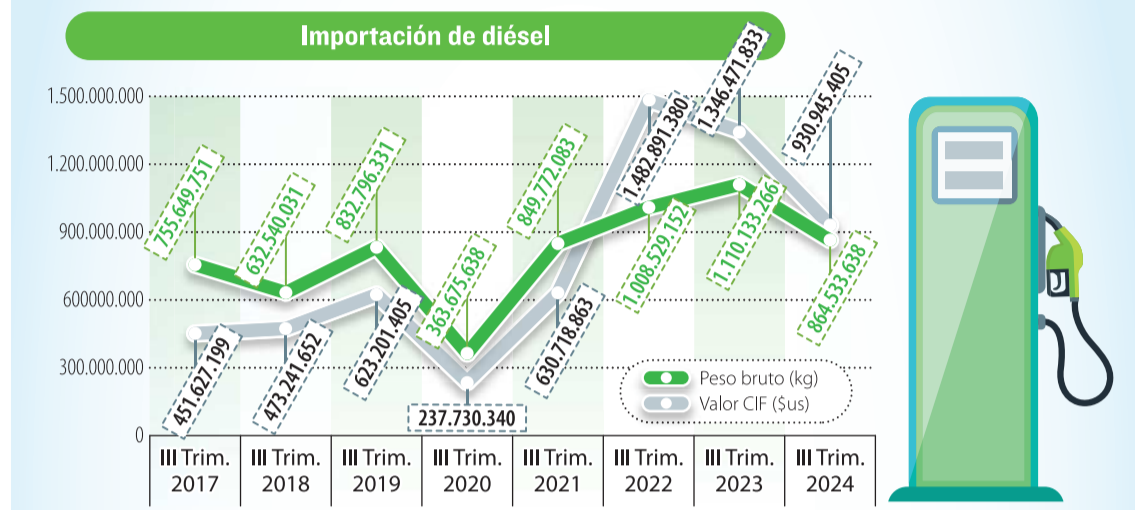 Importación de diésel
1.500.000.000
1.200.000.000
900.000.000
600000.000
300.000.000
0
755.649.751
632.540.031
832.796.331
363.675.638
849.772.083
1.008.529.152
1.110.133.266
864.533.638
451.627.199
473.241.652
623.201.405
237.730.340
630.718.863
1.482.891.380
1.346.471.833
930.945.405
Peso bruto (kg)
Valor CIF ($us)
III Trim.
2017
III Trim.
2018
III Trim.
2019
III Trim.
2020
III Trim.
2021
III Trim.
2022
III Trim.
2023
III Trim.
2024